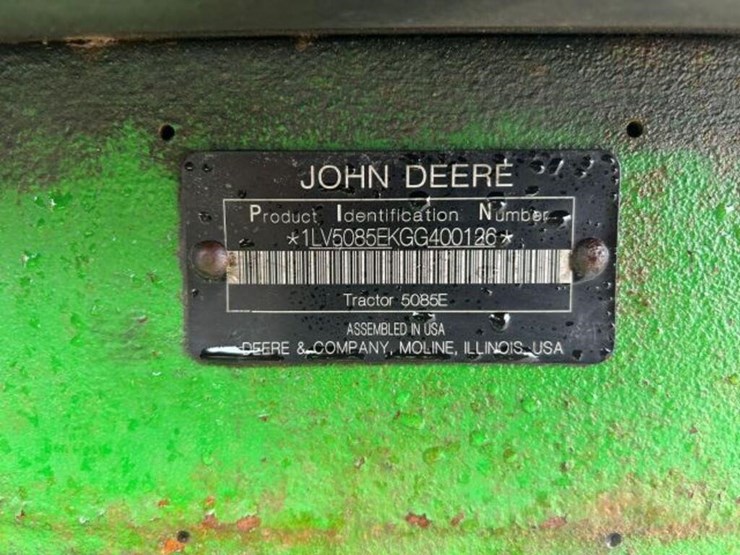 JOHN DEERE
Product Identification Number
*1LV5085EKGG400126*
Tractor 5085E
ASSEMBLED IN USA
DEERE & COMPANY, MOLINE, ILLINOIS, USA